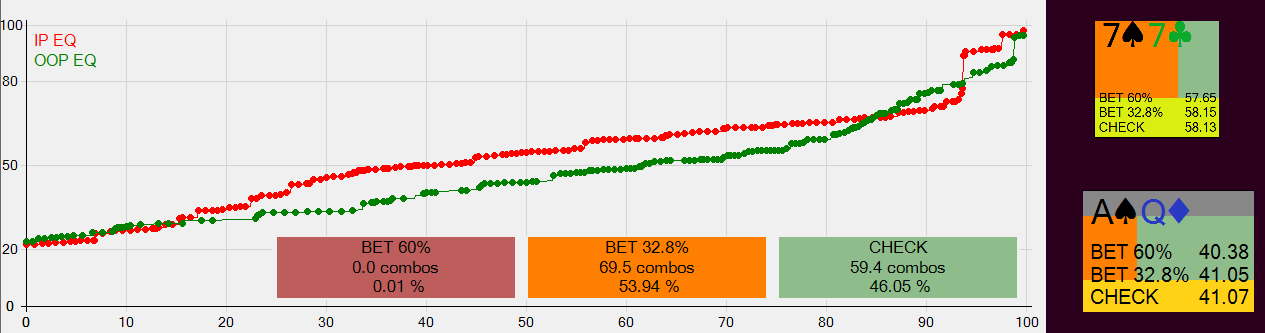 100
80
50
20
0
IP EQ
OOP EQ
0 10 20 30 40 50 60 70 80 90 100
BET 60%
0.0 combos
0.01 %
BET 32.8%
69.5 combos
53.94 %
CHECK
59.4 combos
46.05 %
7♠7♣
BET 60% 57.65
BET 32.8% 58.15
CHECK 58.13
A♠Q♦
BET 60% 40.38
BET 32.8% 41.05
CHECK 41.07